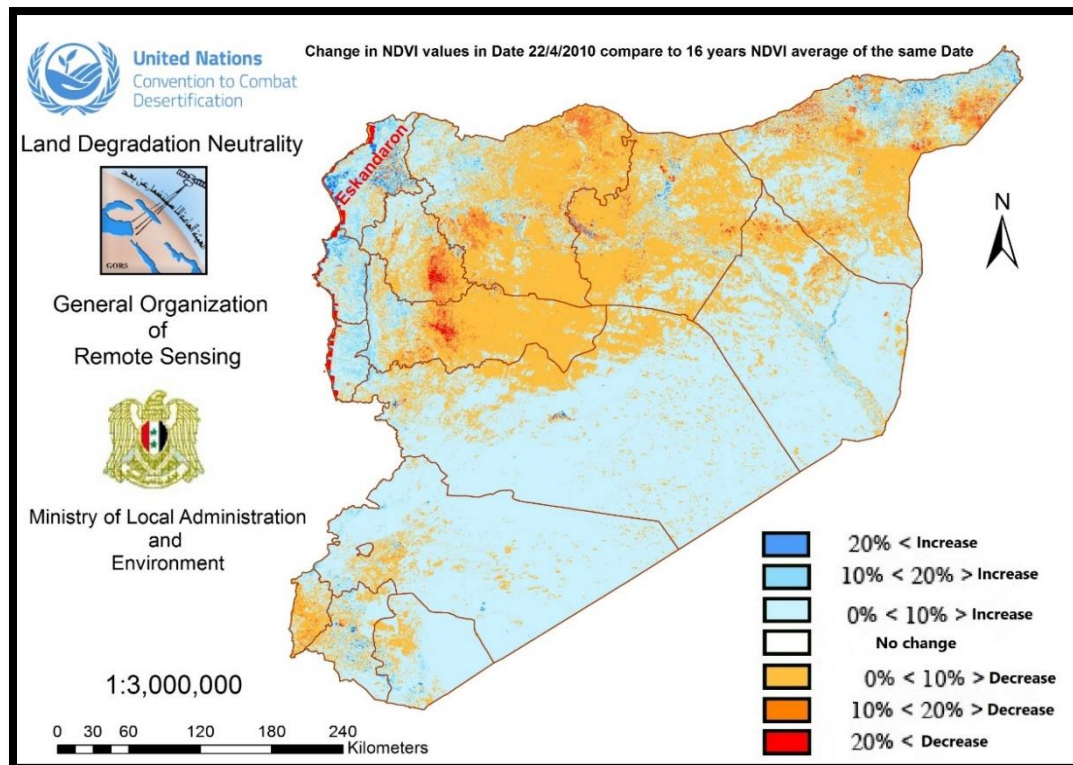 United Nations
Convention to Combat
Desertification
Change in NDVI values in Date 22/4/2010 compare to 16 years NDVI average of the same Date
Land Degradation Neutrality
GORS
General Organization
of
Remote Sensing
Ministry of Local Administration
and
Environment
Eskandaron
N
20% < Increase
10% < 20% > Increase
0% < 10% > Increase
No change
0% < 10% > Decrease
10% < 20% > Decrease
20% < Decrease
1:3,000,000
0 30 60 120 180 240
Kilometers